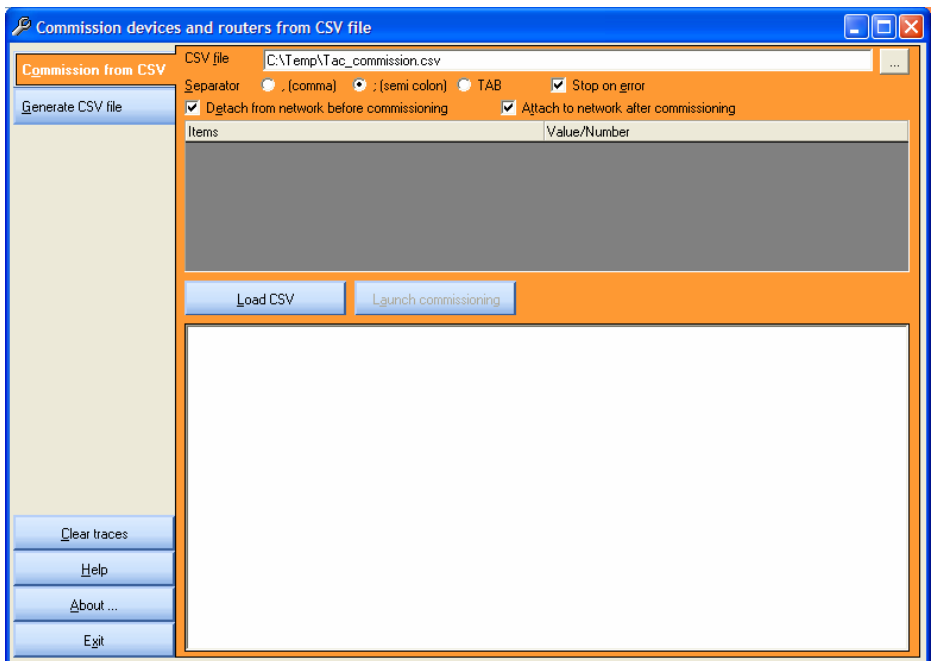 Commission devices and routers from CSV file
Commission from CSV
Generate CSV file
CSV file C:\Temp\Tac_commission.csv ...
Separator , (comma) ; (semi colon) TAB Stop on error
Detach from network before commissioning Attach to network after commissioning
Items Value/Number
Load CSV Launch commissioning
Clear traces
Help
About ...
Exit